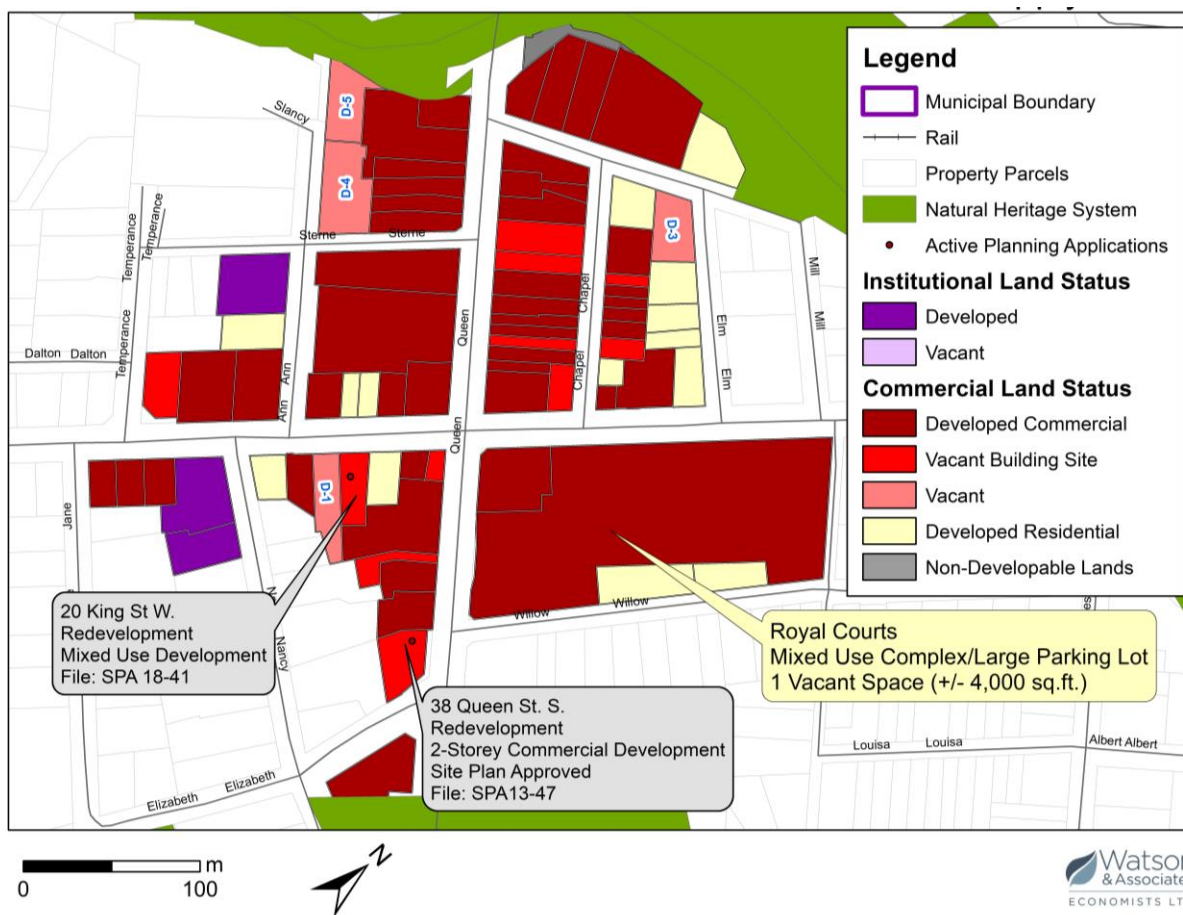 Legend
Municipal Boundary
Rail
Property Parcels
Natural Heritage System
Active Planning Applications
Institutional Land Status
Developed
Vacant
Commercial Land Status
Developed Commercial
Vacant Building Site
Vacant
Developed Residential
Non-Developable Lands
Slancy
D-5
D-4
D-3
Sterne
Sterne
Temperance
Temperance
Temperance
Dalton Dalton
Ann
Ann
Queen
Queen
Chapel
Chapel
Elm
Elm
Mill
Mill
Jane
D-1
Nancy
Willow
Willow
20 King St W.
Redevelopment
Mixed Use Development
File: SPA 18-41
38 Queen St. S.
Redevelopment
2-Storey Commercial Development
Site Plan Approved
File: SPA13-47
Royal Courts
Mixed Use Complex/Large Parking Lot
1 Vacant Space (+/- 4,000 sq.ft.)
Louisa
Louisa
Albert Albert
Elizabeth
Elizabeth
m
0
100
N
Watson
& Associate
ECONOMISTS LT